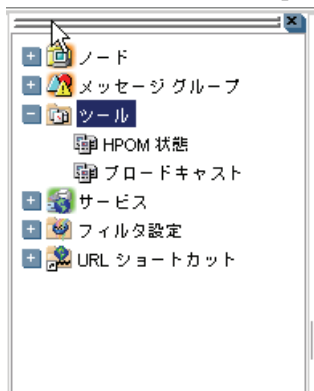 ノード
メッセージ グループ
ツール
HPOM 状態
ブロードキャスト
サービス
フィルタ設定
URL ショートカット